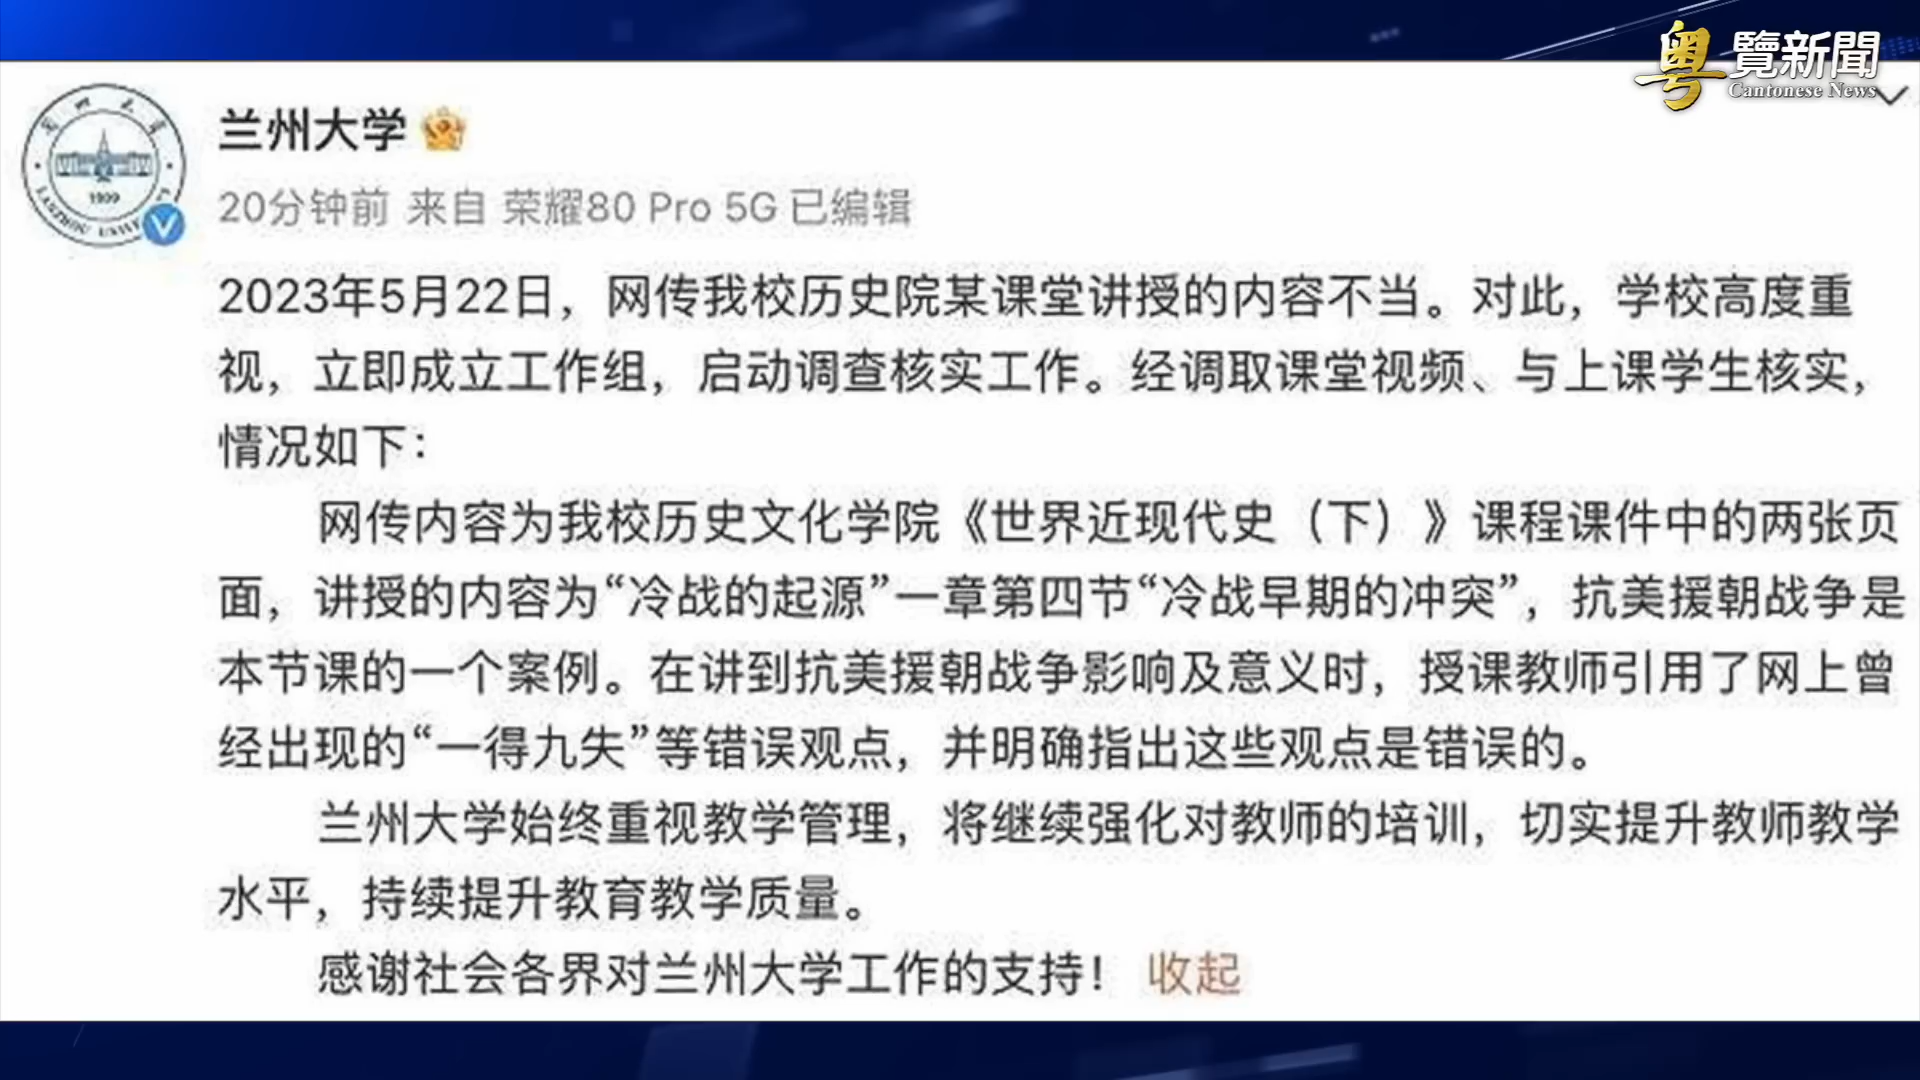 粤覽新聞
Cantonese News
兰州大学
20分钟前 来自 荣耀80 Pro 5G 已编辑
2023年5月22日，网传我校历史院某课堂讲授的内容不当。对此，学校高度重
视，立即成立工作组，启动调查核实工作。经调取课堂视频、与上课学生核实，
情况如下：
网传内容为我校历史文化学院《世界近现代史（下）》课程课件中的两张页
面，讲授的内容为“冷战的起源”一章第四节“冷战早期的冲突”，抗美援朝战争是
本节课的一个案例。在讲到抗美援朝战争影响及意义时，授课教师引用了网上曾
经出现的“一得九失”等错误观点，并明确指出这些观点是错误的。
兰州大学始终重视教学管理，将继续强化对教师的培训，切实提升教师教学
水平，持续提升教育教学质量。
感谢社会各界对兰州大学工作的支持！ 收起
1909